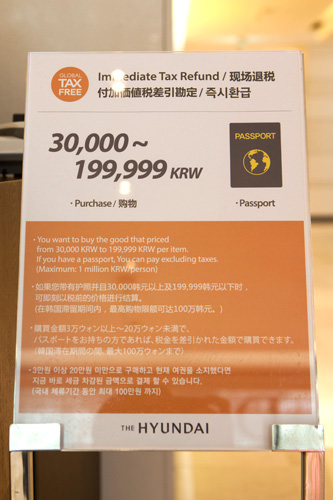 GLOBAL
TAX
FREE
Immediate Tax Refund / 现场退税
付加価値税差引勘定 / 즉시환급
30,000~
199,999 KRW
PASSPORT
· Purchase / 购物
· Passport
· You want to buy the good that priced
from 30,000 KRW to 199,999 KRW per item.
If you have a passport, You can pay excluding taxes.
(Maximum: 1 million KRW/person)
· 如果您带有护照并且30,000韩元以上及199,999韩元以下时,
可即刻以税前的价格进行结算。
(在韩国滞留期间内, 最高购物限额可达100万韩元。)
· 購買金額3万ウォン以上~20万ウォン未満で、
パスポートをお持ちの方であれば、税金を差引かれた金額で購買できます。
(韓国滞在期間の間, 最大100万ウォンまで)
· 3만원 이상 20만원 미만으로 구매하고 현재 여권을 소지했다면
지금 바로 세금 차감된 금액으로 결제 할 수 있습니다.
(국내 체류기간 동안 최대 100만원 까지)
THE HYUNDAI